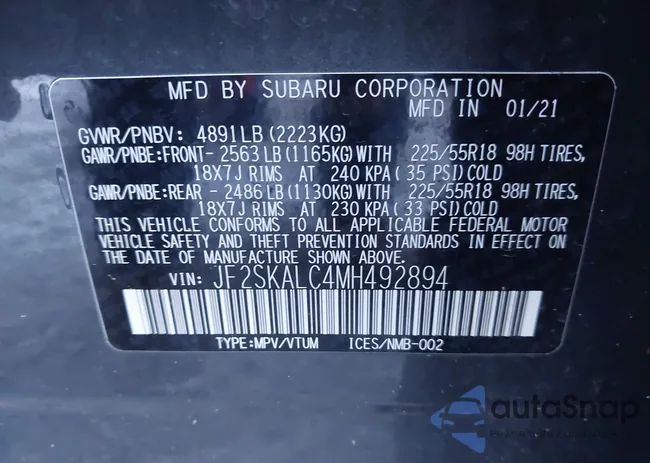 MFD BY SUBARU CORPORATION
MFD IN 01/21
GVWR/PNBV: 4891LB(2223KG)
GAWR/PNBE:FRONT-2563LB(1165KG)WITH 225/55R18 98H TIRES,
18X7J RIMS AT 240 KPA(35 PSI)COLD
GAWR/PNBE:REAR -2486LB(1130KG)WITH 225/55R18 98H TIRES,
18X7J RIMS AT 230 KPA(33 PSI)COLD
THIS VEHICLE CONFORMS TO ALL APPLICABLE FEDERAL MOTOR
VEHICLE SAFETY AND THEFT PREVENTION STANDARDS IN EFFECT ON
THE DATE OF MANUFACTURE SHOWN ABOVE.
VIN: JF2SKALC4MH492894
TYPE:MPV/VTUM ICES/NMB-002
autoSnap